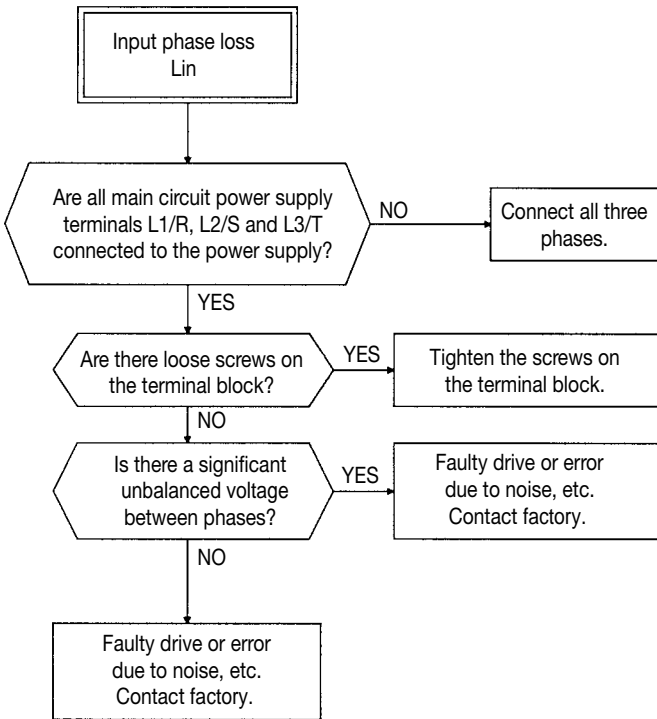 Input phase loss
Lin
Are all main circuit power supply
terminals L1/R, L2/S and L3/T
connected to the power supply?
NO
Connect all three
phases.
YES
Are there loose screws on
the terminal block?
YES
Tighten the screws on
the terminal block.
NO
Is there a significant
unbalanced voltage
between phases?
YES
Faulty drive or error
due to noise, etc.
Contact factory.
NO
Faulty drive or error
due to noise, etc.
Contact factory.